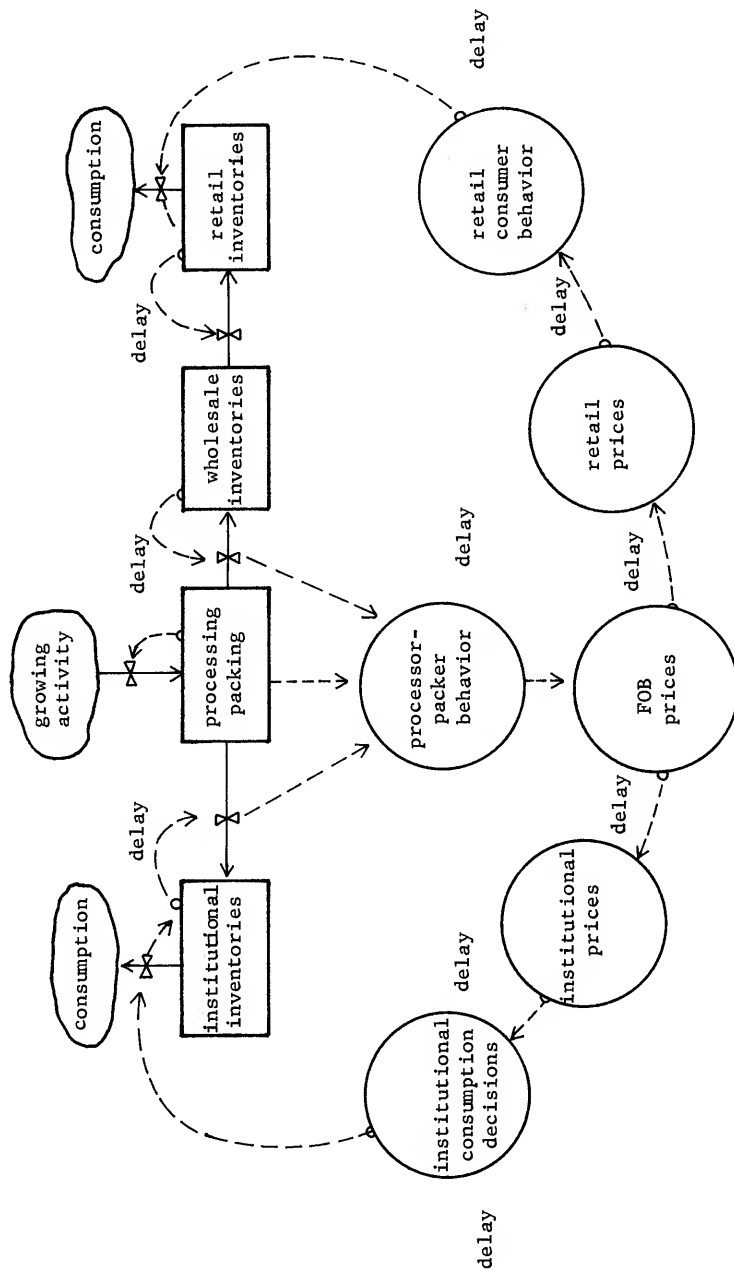 consumption
growing
activity
consumption
delay
delay
delay
institutional
inventories
processing
packing
wholesale
inventories
retail
inventories
delay
institutional
consumption
decisions
delay
institutional
prices
delay
processor-
packer
behavior
delay
FOB
prices
delay
retail
prices
delay
retail
consumer
behavior
delay